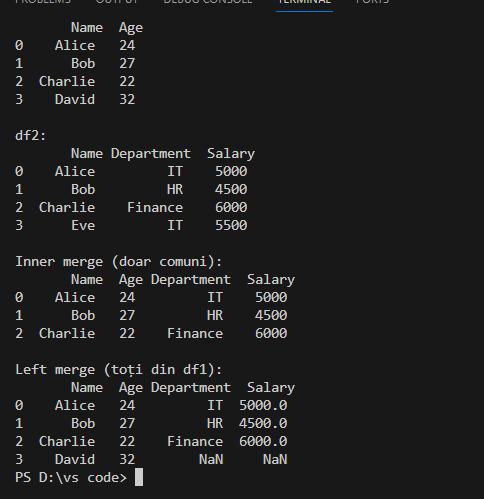 PROBLEMS OUTPUT DEBUG CONSOLE TERMINAL PORTS
Name Age
0 Alice 24
1 Bob 27
2 Charlie 22
3 David 32
df2:
Name Department Salary
0 Alice IT 5000
1 Bob HR 4500
2 Charlie Finance 6000
3 Eve IT 5500
Inner merge (doar comuni):
Name Age Department Salary
0 Alice 24 IT 5000
1 Bob 27 HR 4500
2 Charlie 22 Finance 6000
Left merge (toți din df1):
Name Age Department Salary
0 Alice 24 IT 5000.0
1 Bob 27 HR 4500.0
2 Charlie 22 Finance 6000.0
3 David 32 NaN NaN
PS D:\vs code>